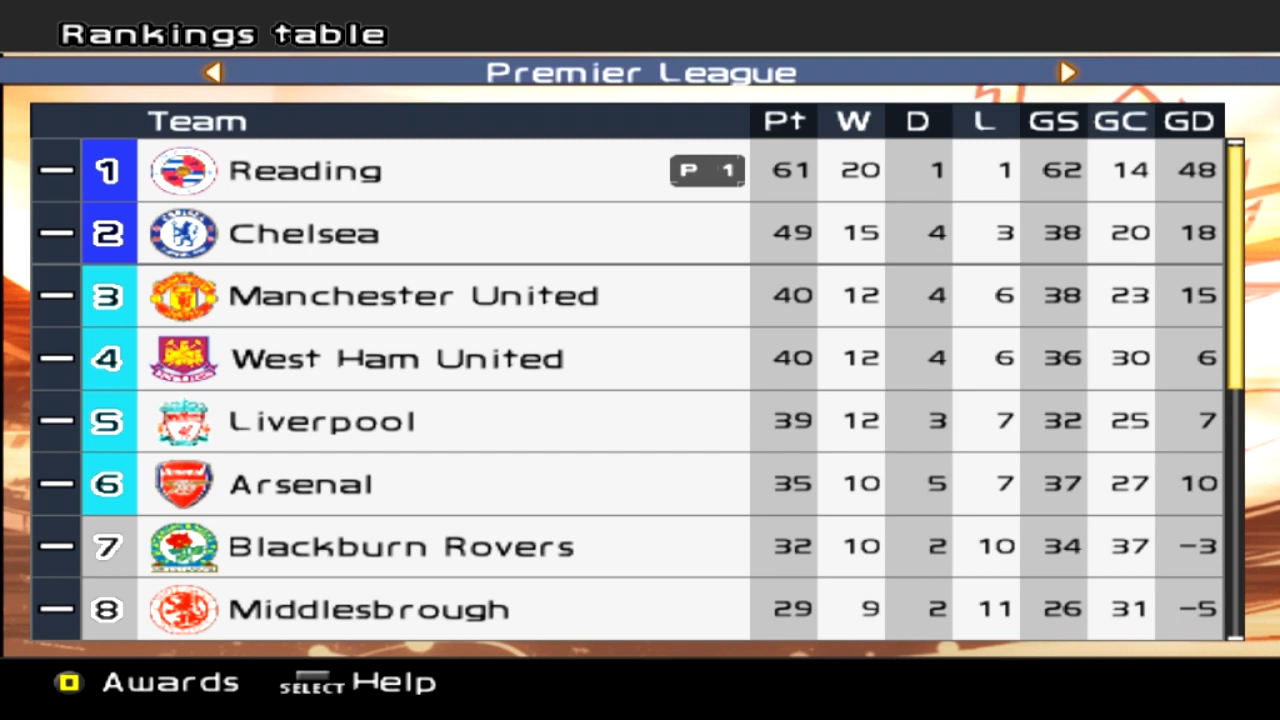 Rankings table
Premier League
Team Pt W D L GS GC GD
1 Reading P 1 61 20 1 1 62 14 48
2 Chelsea 49 15 4 3 38 20 18
3 Manchester United 40 12 4 6 38 23 15
4 West Ham United 40 12 4 6 36 30 6
5 Liverpool 39 12 3 7 32 25 7
6 Arsenal 35 10 5 7 37 27 10
7 Blackburn Rovers 32 10 2 10 34 37 -3
8 Middlesbrough 29 9 2 11 26 31 -5
Awards SELECT Help